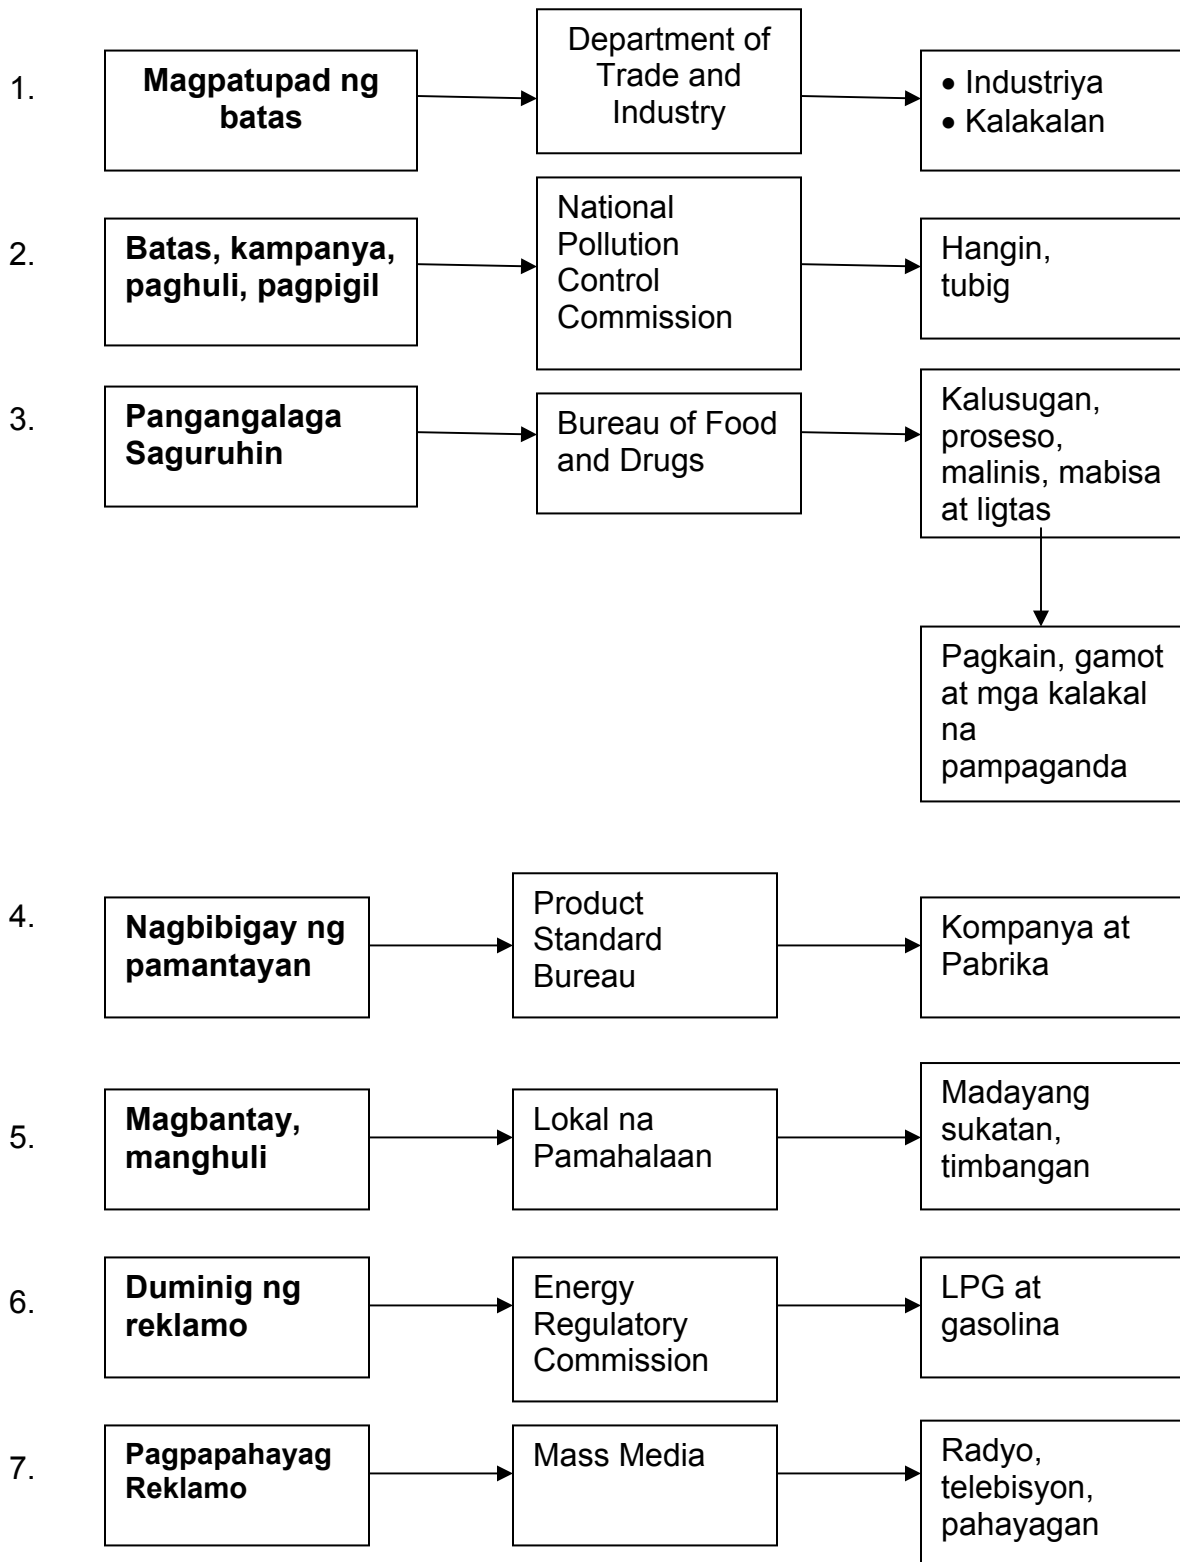 1.
Magpatupad ng
batas
Department of
Trade and
Industry
• Industriya
• Kalakalan
2.
Batas, kampanya,
paghuli, pagpigil
National
Pollution
Control
Commission
Hangin,
tubig
3.
Pangangalaga
Saguruhin
Bureau of Food
and Drugs
Kalusugan,
proseso,
malinis, mabisa
at ligtas
Pagkain, gamot
at mga kalakal
na
pampaganda
4.
Nagbibigay ng
pamantayan
Product
Standard
Bureau
Kompanya at
Pabrika
5.
Magbantay,
manghuli
Lokal na
Pamahalaan
Madayang
sukatan,
timbangan
6.
Duminig ng
reklamo
Energy
Regulatory
Commission
LPG at
gasolina
7.
Pagpapahayag
Reklamo
Mass Media
Radyo,
telebisyon,
pahayagan